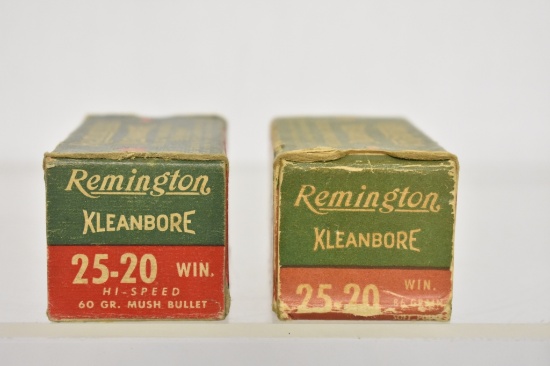 Remington
KLEANBORE
25-20 WIN.
HI-SPEED
60 GR. MUSH BULLET
Remington
KLEANBORE
25-20 WIN.